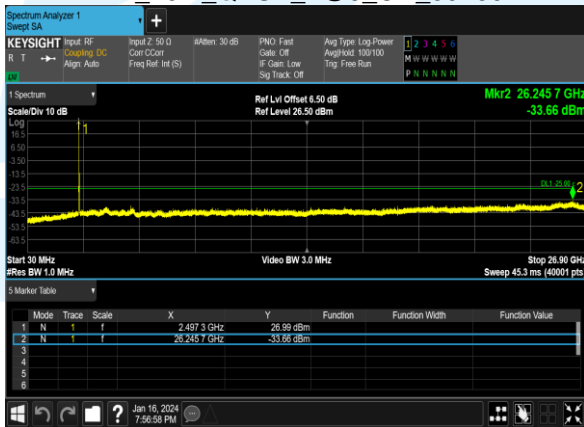 Spectrum Analyzer 1
Swept SA
KEYSIGHT Input: RF
R T Coupling: DC
Align: Auto
Input Z: 50 Ω
Corr CCorr
Freq Ref: Int (S)
#Atten: 30 dB
PNO: Fast
Gate: Off
IF Gain: Low
Sig Track: Off
Avg Type: Log-Power
Avg|Hold: 100/100
Trig: Free Run
1 2 3 4 5 6
M W W W W W
P N N N N N
1 Spectrum
Scale/Div 10 dB
Ref Lvl Offset 6.50 dB
Ref Level 26.50 dBm
Mkr2 26.245 7 GHz
-33.66 dBm
Log
16.5
6.50
-3.50
-13.5
-23.5
-33.5
-43.5
-53.5
-63.5
1
DL1 -25.00
2
Start 30 MHz
Video BW 3.0 MHz
Stop 26.90 GHz
#Res BW 1.0 MHz
Sweep 45.3 ms (40001 pts)
5 Marker Table
Mode Trace Scale X Y Function Function Width Function Value
1 N 1 f 2.497 3 GHz 26.99 dBm
2 N 1 f 26.245 7 GHz -33.66 dBm
3
4
5
6
?
Jan 16, 2024
7:56:58 PM